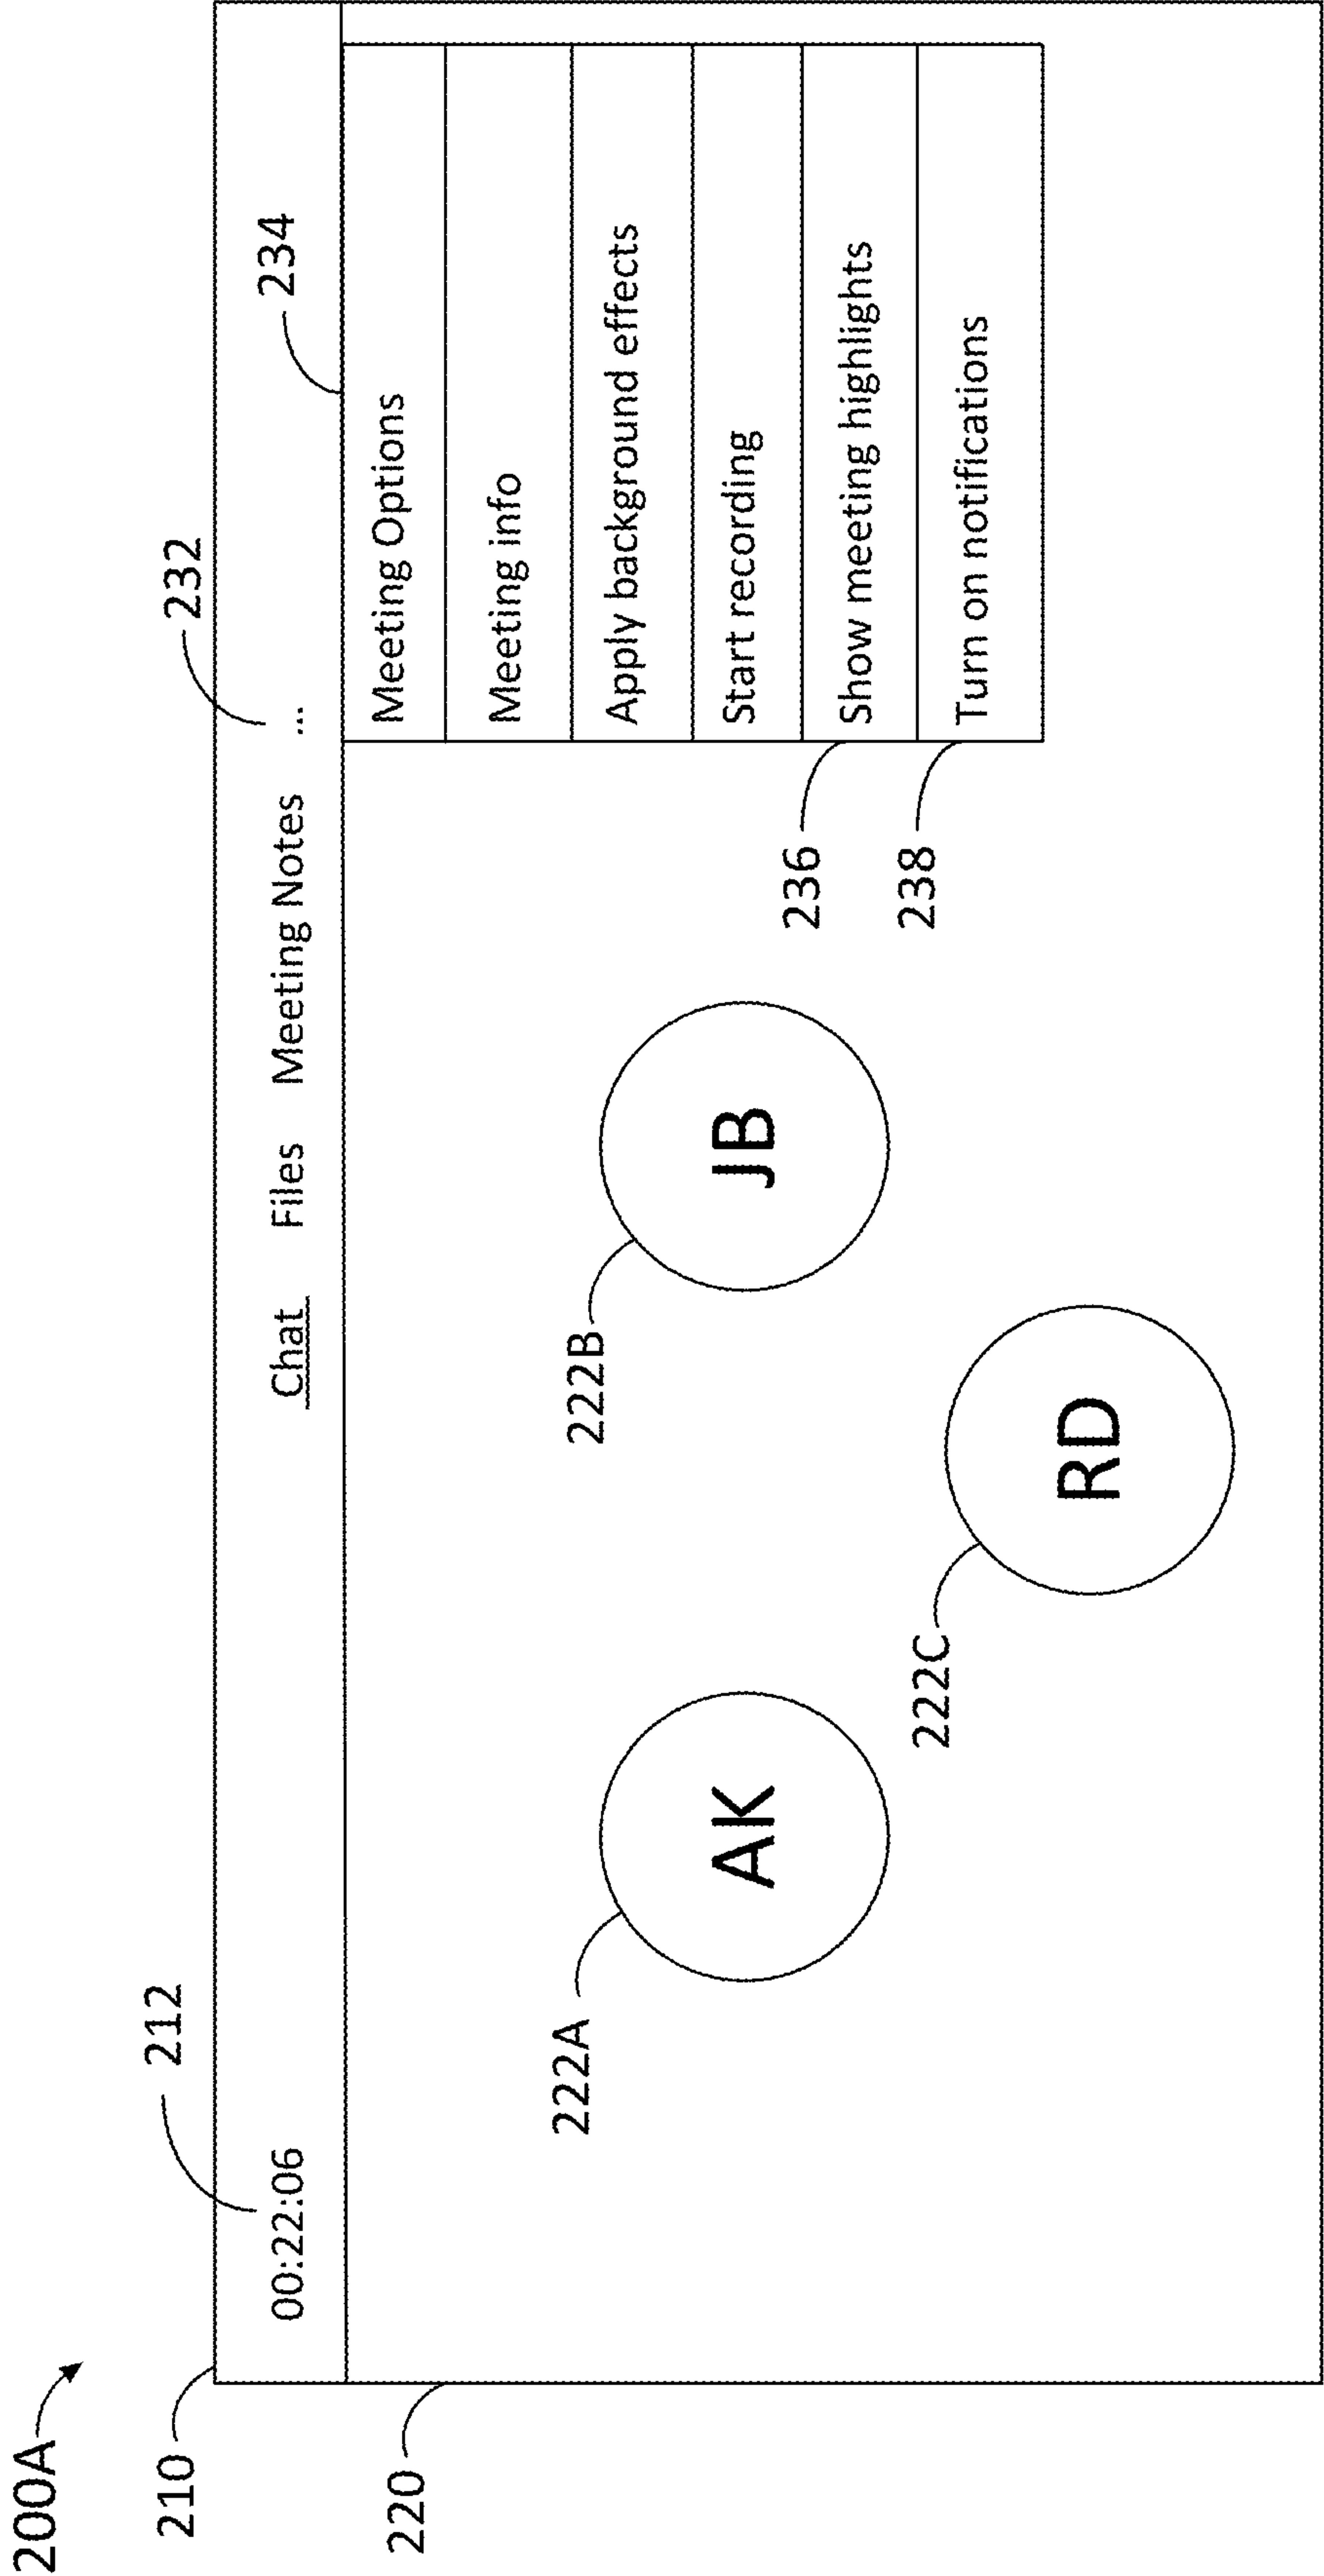 200A
212
232
234
210
00:22:06
Chat Files Meeting Notes ...
220
Meeting Options
Meeting info
222A
222B
Apply background effects
AK
JB
Start recording
236
Show meeting highlights
238
Turn on notifications
222C
RD